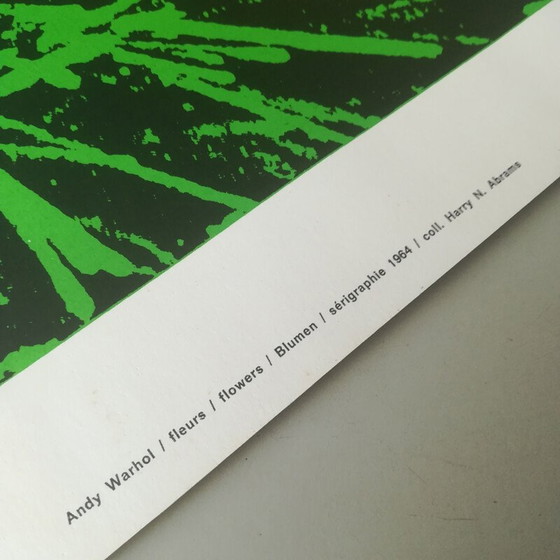 Andy Warhol / fleurs / flowers / Blumen / sérigraphie 1964 / coll. Harry N. Abrams